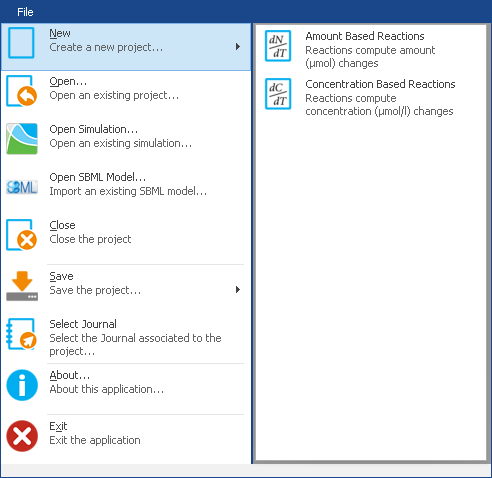 File
New
Create a new project...
Open...
Open an existing project...
Open Simulation...
Open an existing simulation...
SBML
Open SBML Model...
Import an existing SBML model...
Close
Close the project
Save
Save the project...
Select Journal
Select the Journal associated to the
project...
About...
About this application...
Exit
Exit the application
dN
dT
Amount Based Reactions
Reactions compute amount
(µmol) changes
dC
dT
Concentration Based Reactions
Reactions compute
concentration (µmol/l) changes